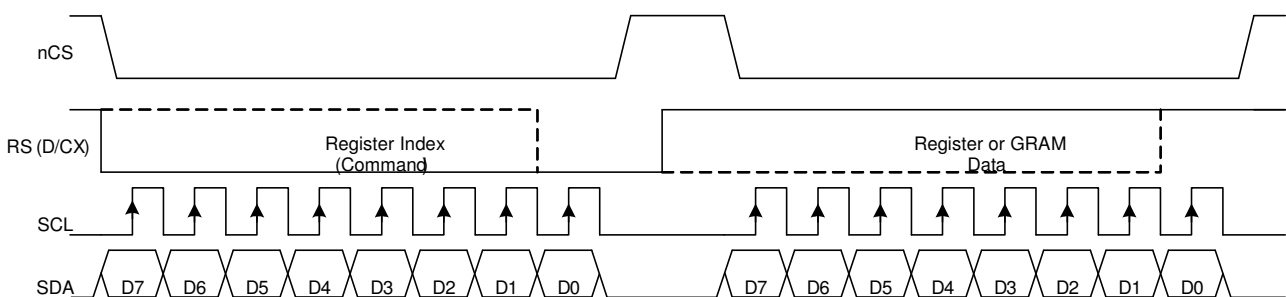 nCS
RS (D/CX)
Register Index
(Command)
Register or GRAM
Data
SCL
SDA
D7 D6 D5 D4 D3 D2 D1 D0 D7 D6 D5 D4 D3 D2 D1 D0